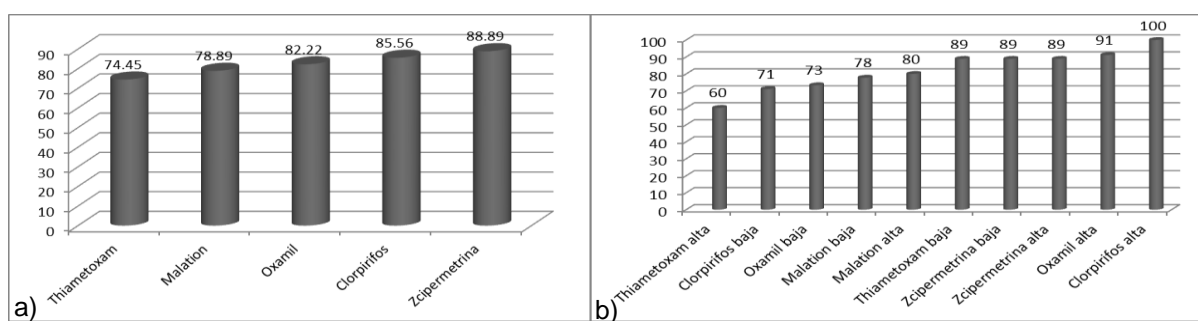 74.45
78.89
82.22
85.56
88.89
90
80
70
60
50
40
30
20
10
0
Thiametoxam
Malation
Oxamil
Clorpirifos
Zcipermetrina
a)
60
71
73
78
80
89
89
89
91
100
100
90
80
70
60
50
40
30
20
10
0
Thiametoxam alta
Clorpirifos baja
Oxamil baja
Malation baja
Malation alta
Thiametoxam baja
Zcipermetrina baja
Zcipermetrina alta
Oxamil alta
Clorpirifos alta
b)